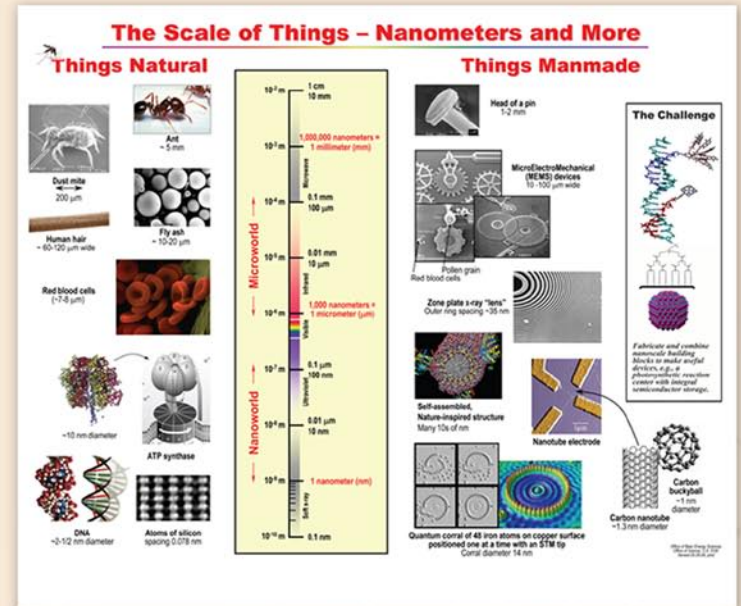 The Scale of Things – Nanometers and More
Things Natural
Things Manmade
Ant
~ 5 mm
Dust mite
200 μm
Human hair
~ 60-120 μm wide
Fly ash
~ 10-20 μm
Red blood cells
(~7-8 μm)
~10 nm diameter
ATP synthase
DNA
~2-1/2 nm diameter
Atoms of silicon
spacing 0.078 nm
Microworld
Nanoworld
10⁻² m
1 cm
10 mm
1,000,000 nanometers =
1 millimeter (mm)
10⁻³ m
Microwave
10⁻⁴ m
0.1 mm
100 μm
0.01 mm
10 μm
10⁻⁵ m
Infrared
1,000 nanometers =
1 micrometer (μm)
10⁻⁶ m
Visible
10⁻⁷ m
0.1 μm
100 nm
Ultraviolet
10⁻⁸ m
0.01 μm
10 nm
10⁻⁹ m
1 nanometer (nm)
Soft x-ray
10⁻¹⁰ m
0.1 nm
Head of a pin
1-2 mm
MicroElectroMechanical
(MEMS) devices
10 -100 μm wide
Pollen grain
Red blood cells
Zone plate x-ray "lens"
Outer ring spacing ~35 nm
Self-assembled,
Nature-inspired structure
Many 10s of nm
Nanotube electrode
Quantum corral of 48 iron atoms on copper surface
positioned one at a time with an STM tip
Corral diameter 14 nm
Carbon nanotube
~1.3 nm diameter
Carbon
buckyball
~1 nm
diameter
The Challenge
Fabricate and combine
nanoscale building
blocks to make useful
devices, e.g., a
photosynthetic reaction
center with integral
semiconductor storage.